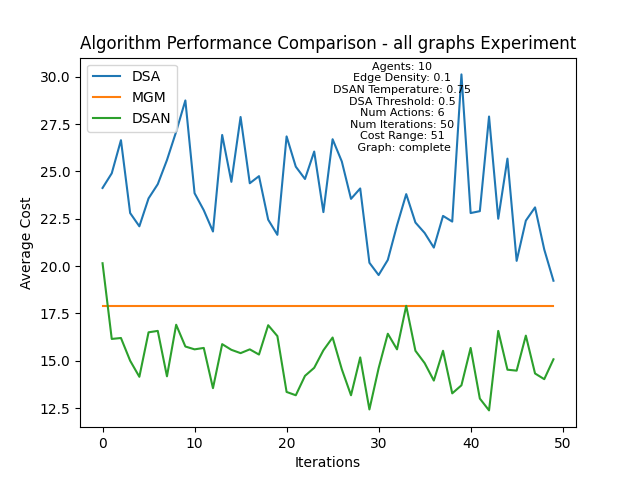 Algorithm Performance Comparison - all graphs Experiment
DSA
MGM
DSAN
Agents: 10
Edge Density: 0.1
DSAN Temperature: 0.75
DSA Threshold: 0.5
Num Actions: 6
Num Iterations: 50
Cost Range: 51
Graph: complete
Average Cost
30.0
27.5
25.0
22.5
20.0
17.5
15.0
12.5
0
10
20
30
40
50
Iterations